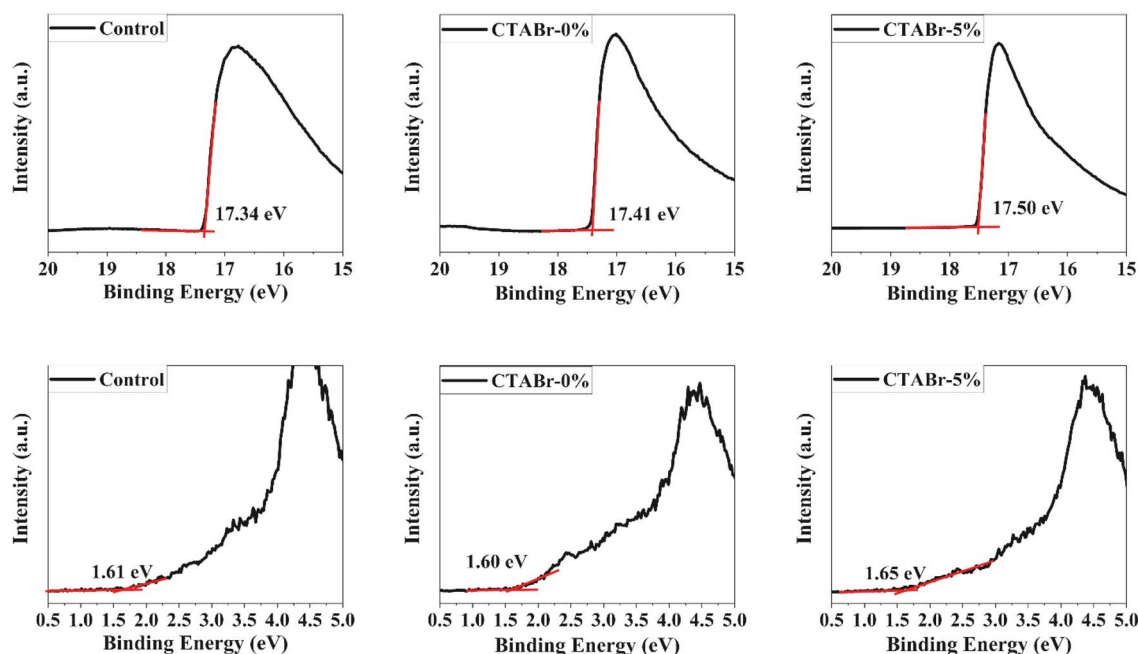 Control
Intensity (a.u.)
17.34 eV
20 19 18 17 16 15
Binding Energy (eV)
CTABr-0%
Intensity (a.u.)
17.41 eV
20 19 18 17 16 15
Binding Energy (eV)
CTABr-5%
Intensity (a.u.)
17.50 eV
20 19 18 17 16 15
Binding Energy (eV)
Control
Intensity (a.u.)
1.61 eV
0.5 1.0 1.5 2.0 2.5 3.0 3.5 4.0 4.5 5.0
Binding Energy (eV)
CTABr-0%
Intensity (a.u.)
1.60 eV
0.5 1.0 1.5 2.0 2.5 3.0 3.5 4.0 4.5 5.0
Binding Energy (eV)
CTABr-5%
Intensity (a.u.)
1.65 eV
0.5 1.0 1.5 2.0 2.5 3.0 3.5 4.0 4.5 5.0
Binding Energy (eV)